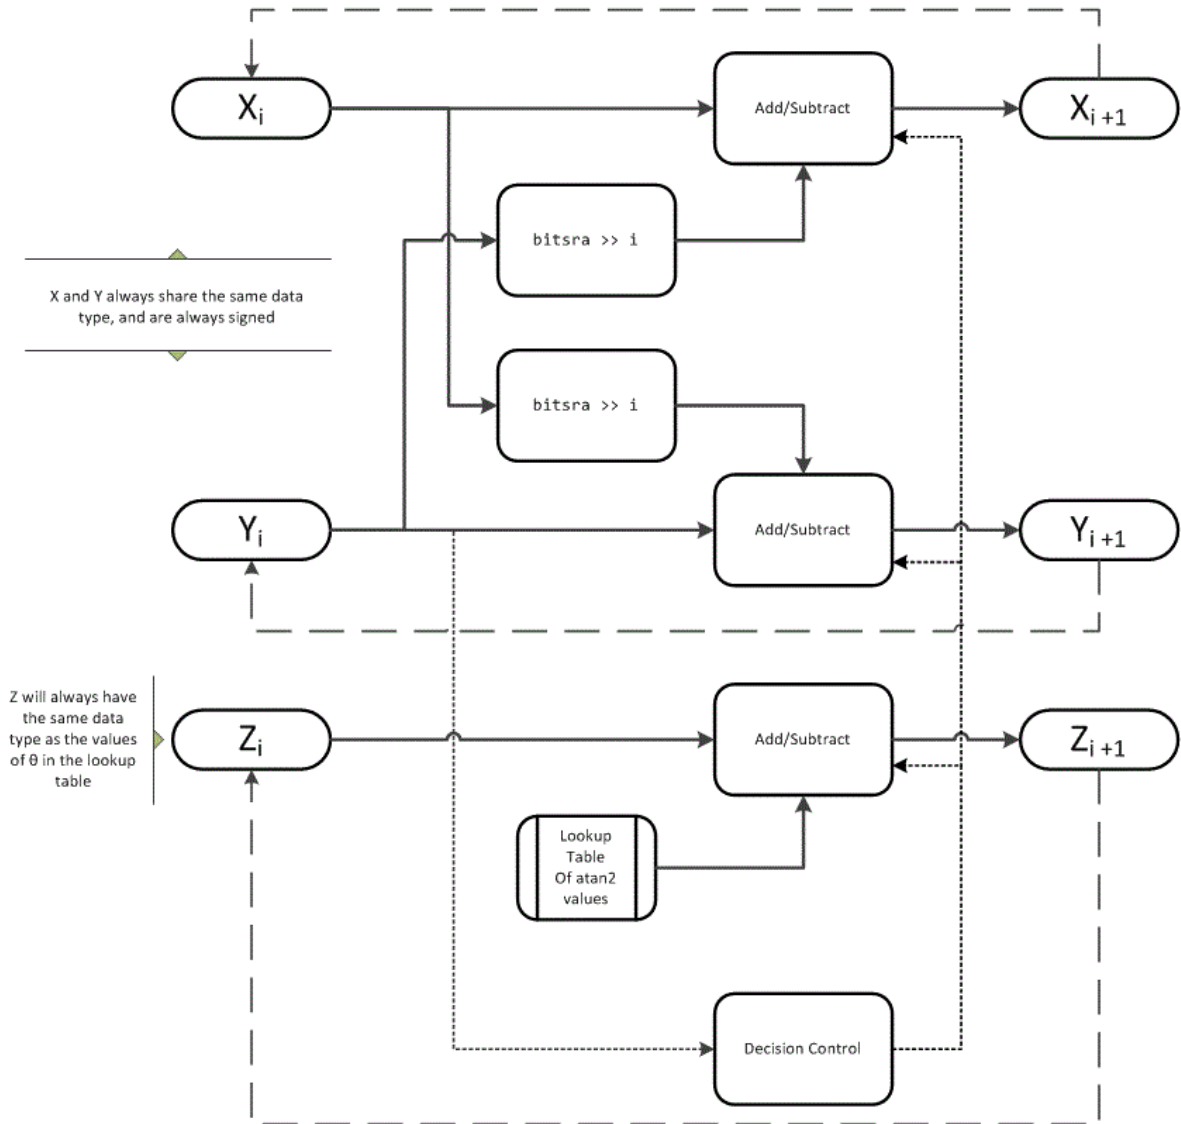 Xi
Add/Subtract
Xi +1
bitsra >> i
X and Y always share the same data
type, and are always signed
bitsra >> i
Yi
Add/Subtract
Yi +1
Z will always have
the same data
type as the values
of θ in the lookup
table
Zi
Add/Subtract
Zi +1
Lookup
Table
Of atan2
values
Decision Control